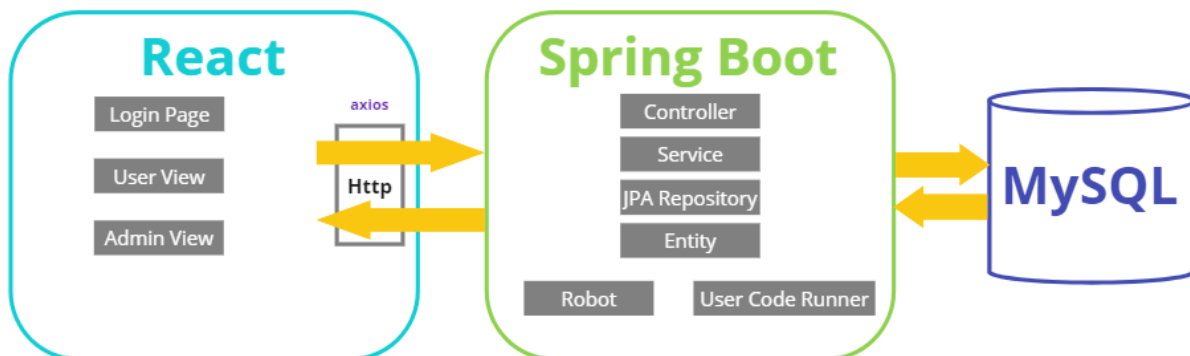 React
Login Page
User View
Admin View
axios
Http
Spring Boot
Controller
Service
JPA Repository
Entity
Robot
User Code Runner
MySQL